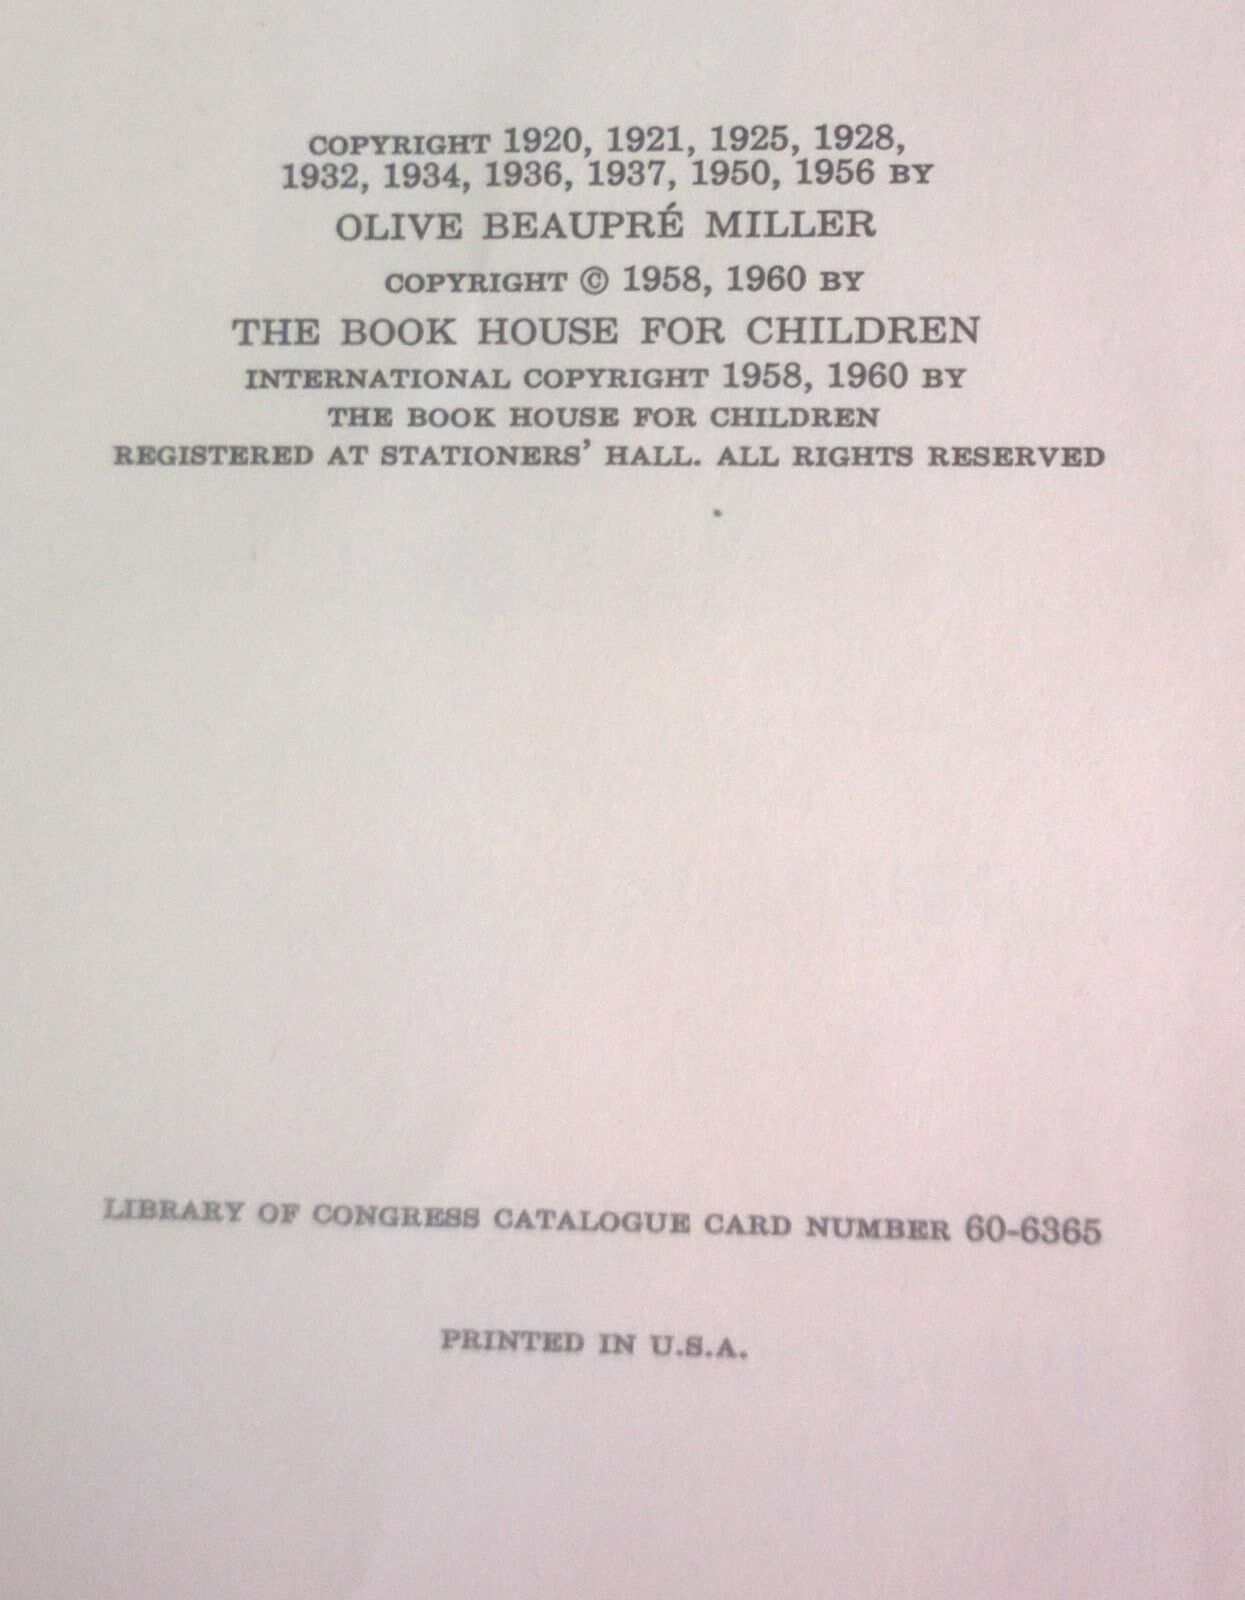 COPYRIGHT 1920, 1921, 1925, 1928,
1932, 1934, 1936, 1937, 1950, 1956 BY
OLIVE BEAUPRÉ MILLER
COPYRIGHT © 1958, 1960 BY
THE BOOK HOUSE FOR CHILDREN
INTERNATIONAL COPYRIGHT 1958, 1960 BY
THE BOOK HOUSE FOR CHILDREN
REGISTERED AT STATIONERS’ HALL. ALL RIGHTS RESERVED
LIBRARY OF CONGRESS CATALOGUE CARD NUMBER 60-6365
PRINTED IN U.S.A.